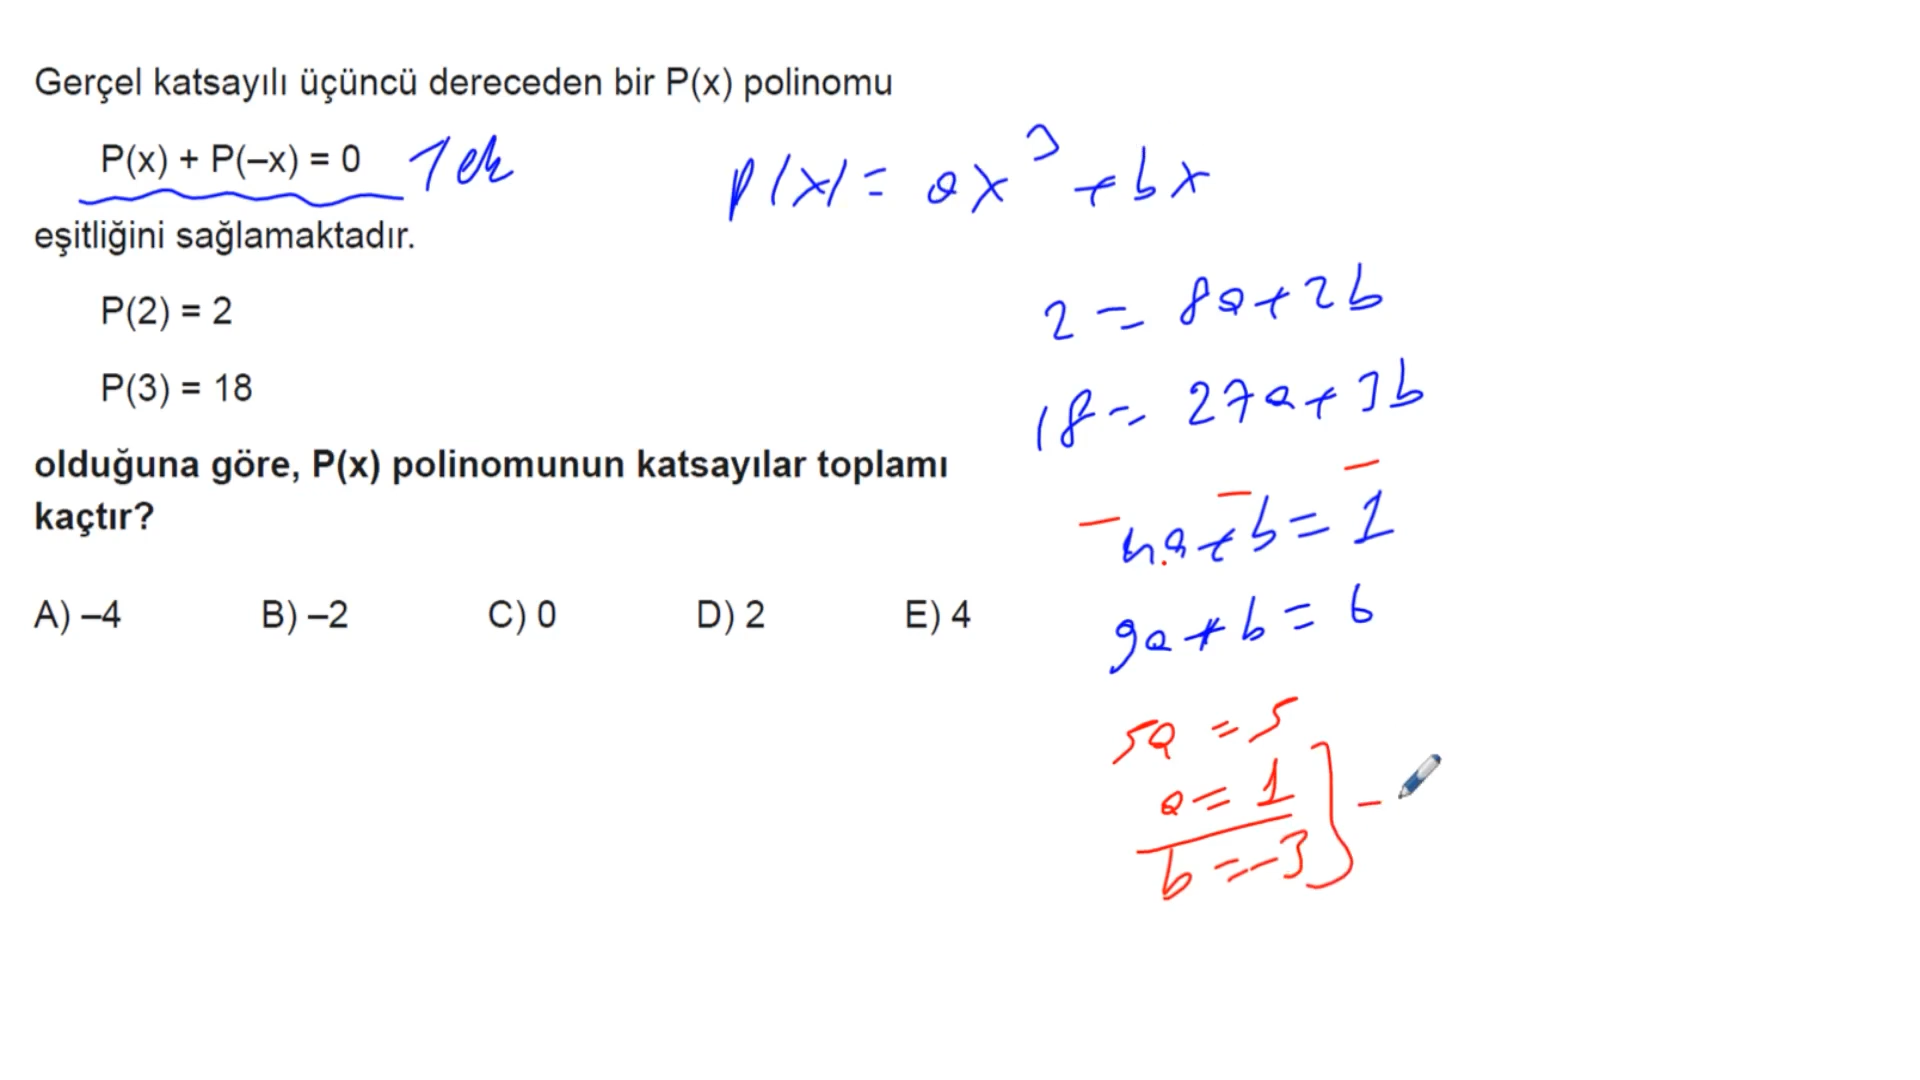 Gerçel katsayılı üçüncü dereceden bir P(x) polinomu
P(x) + P(–x) = 0 Tek
eşitliğini sağlamaktadır.
P(2) = 2
P(3) = 18
olduğuna göre, P(x) polinomunun katsayılar toplamı
kaçtır?
A) –4 B) –2 C) 0 D) 2 E) 4
P(x) = ax³ + bx
2 = 8a + 2b
18 = 27a + 3b
– – –
4a + b = 1
9a + b = 6
5a = 5
a = 1
b = –3 } –